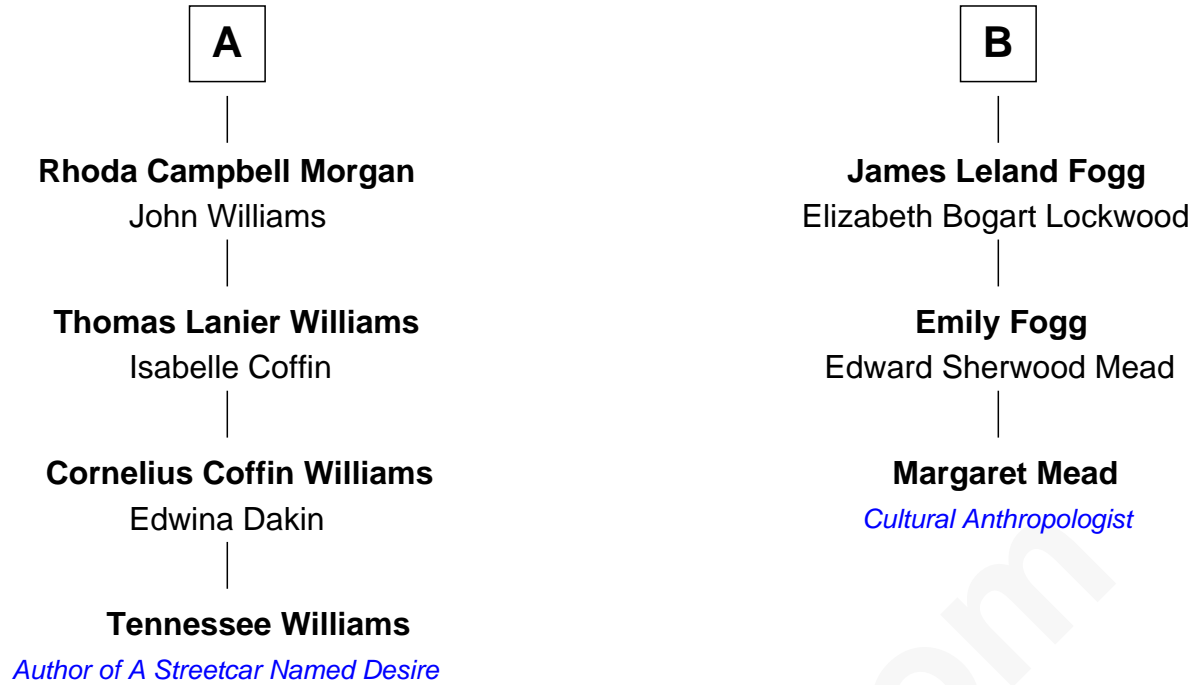 A
Rhoda Campbell Morgan
John Williams
Thomas Lanier Williams
Isabelle Coffin
Cornelius Coffin Williams
Edwina Dakin
Tennessee Williams
Author of A Streetcar Named Desire
B
James Leland Fogg
Elizabeth Bogart Lockwood
Emily Fogg
Edward Sherwood Mead
Margaret Mead
Cultural Anthropologist
om